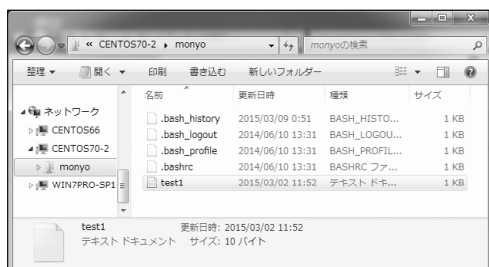 « CENTOS70-2 ▸ monyo
monyoの検索
整理 ▼ 開く ▼ 印刷 書き込む 新しいフォルダー
名前 更新日時 種類 サイズ
ネットワーク
CENTOS66
CENTOS70-2
monyo
WIN7PRO-SP1
.bash_history 2015/03/09 0:51 BASH_HISTO... 1 KB
.bash_logout 2014/06/10 13:31 BASH_LOGOU... 1 KB
.bash_profile 2014/06/10 13:31 BASH_PROFIL... 1 KB
.bashrc 2014/06/10 13:31 BASHRC ファ... 1 KB
test1 2015/03/02 11:52 テキスト ドキ... 1 KB
test1 更新日時: 2015/03/02 11:52
テキスト ドキュメント サイズ: 10 バイト